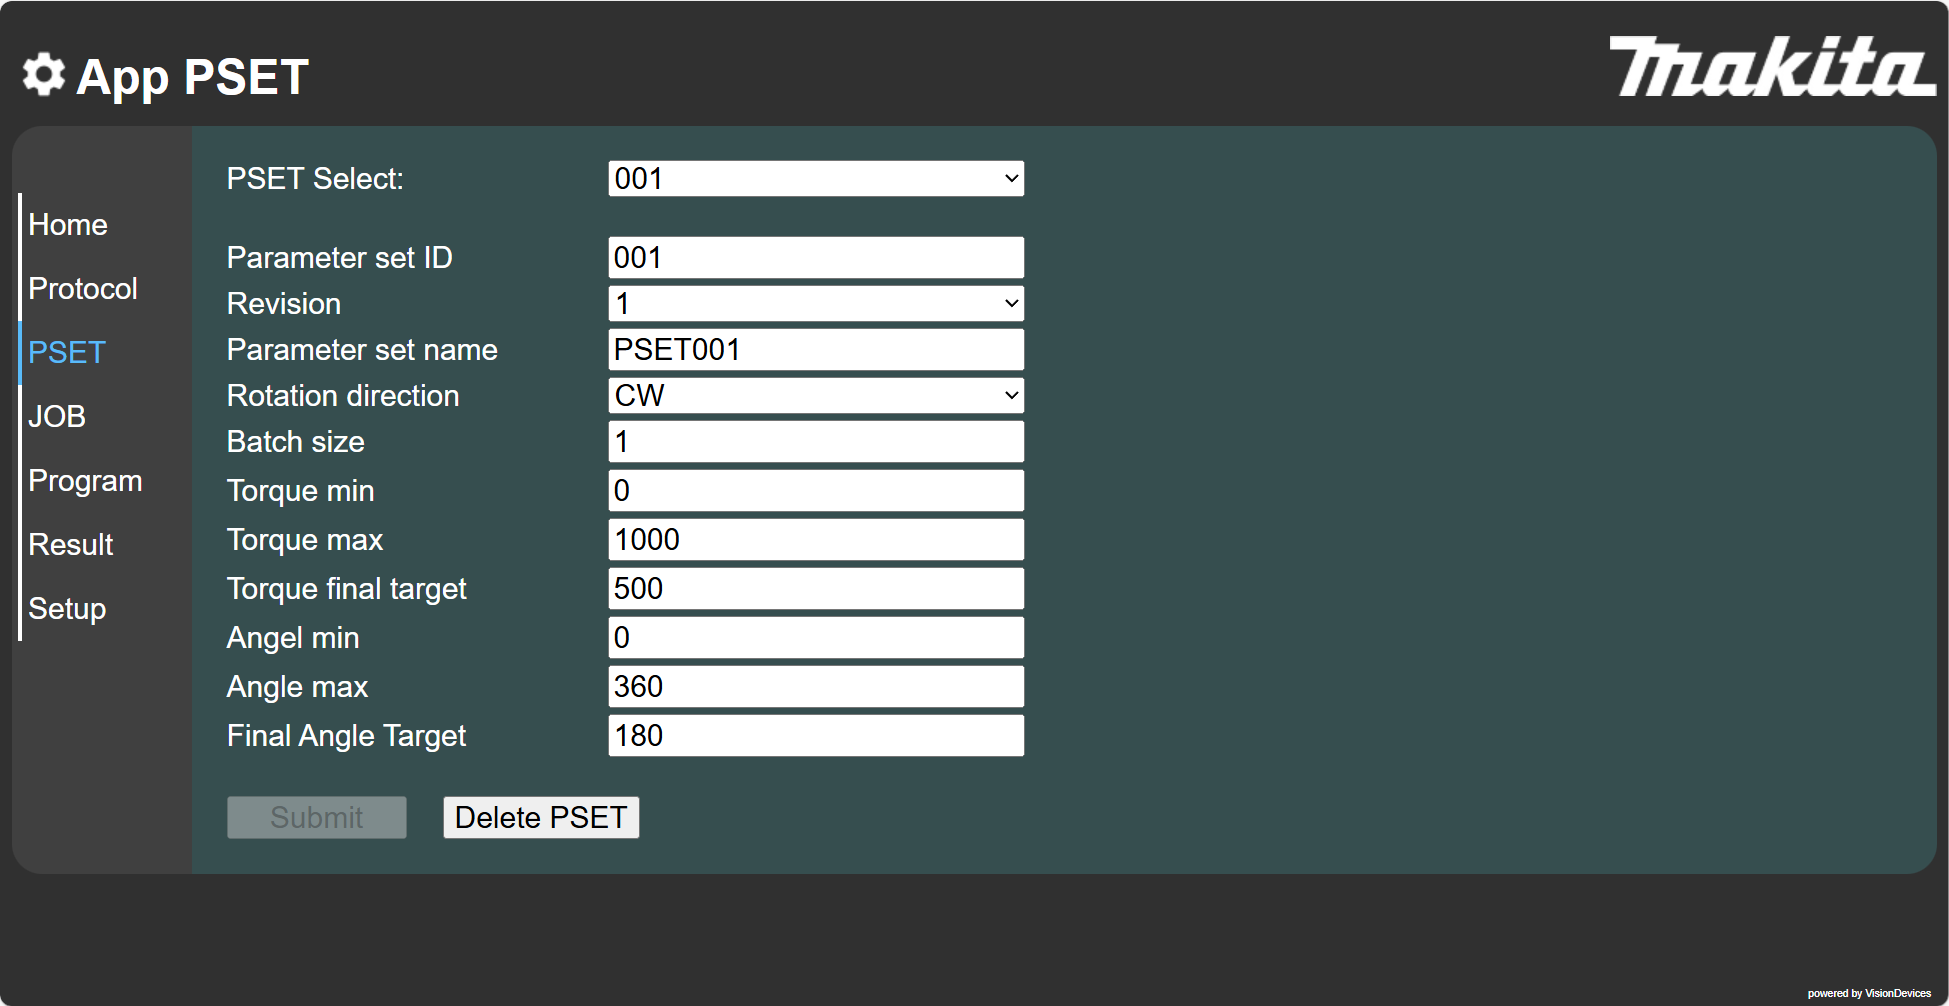 App PSET
makita
Home
Protocol
PSET
JOB
Program
Result
Setup
PSET Select: 001
Parameter set ID 001
Revision 1
Parameter set name PSET001
Rotation direction CW
Batch size 1
Torque min 0
Torque max 1000
Torque final target 500
Angel min 0
Angle max 360
Final Angle Target 180
Submit Delete PSET
powered by VisionDevices